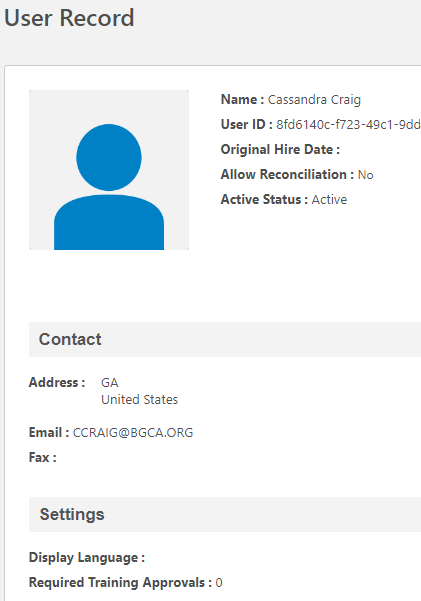 User Record
Name : Cassandra Craig
User ID : 8fd6140c-f723-49c1-9dd
Original Hire Date :
Allow Reconciliation : No
Active Status : Active
Contact
Address : GA
United States
Email : CCRAIG@BGCA.ORG
Fax :
Settings
Display Language :
Required Training Approvals : 0